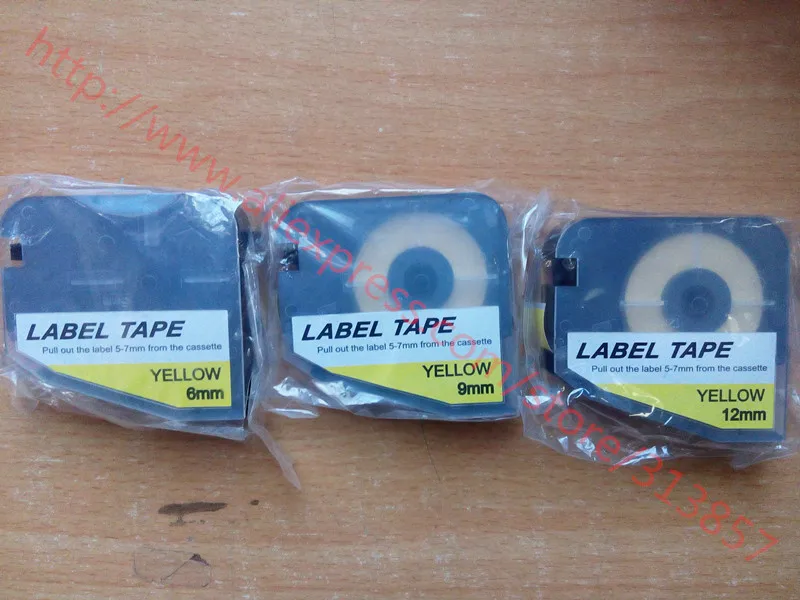 http://www.aliexpress.com/store/313857
LABEL TAPE
Pull out the label 5-7mm from the cassette
YELLOW
6mm
LABEL TAPE
Pull out the label 5-7mm from the cassette
YELLOW
9mm
LABEL TAPE
Pull out the label 5-7mm from the cassette
YELLOW
12mm